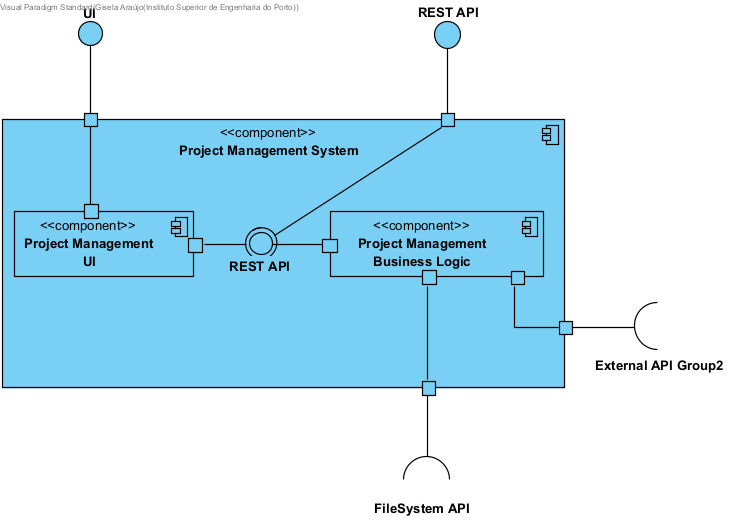 Visual Paradigm Standard(Gisela Araújo(Instituto Superior de Engenharia do Porto))
UI
REST API
<<component>>
Project Management System
<<component>>
Project Management
UI
REST API
<<component>>
Project Management
Business Logic
External API Group2
FileSystem API